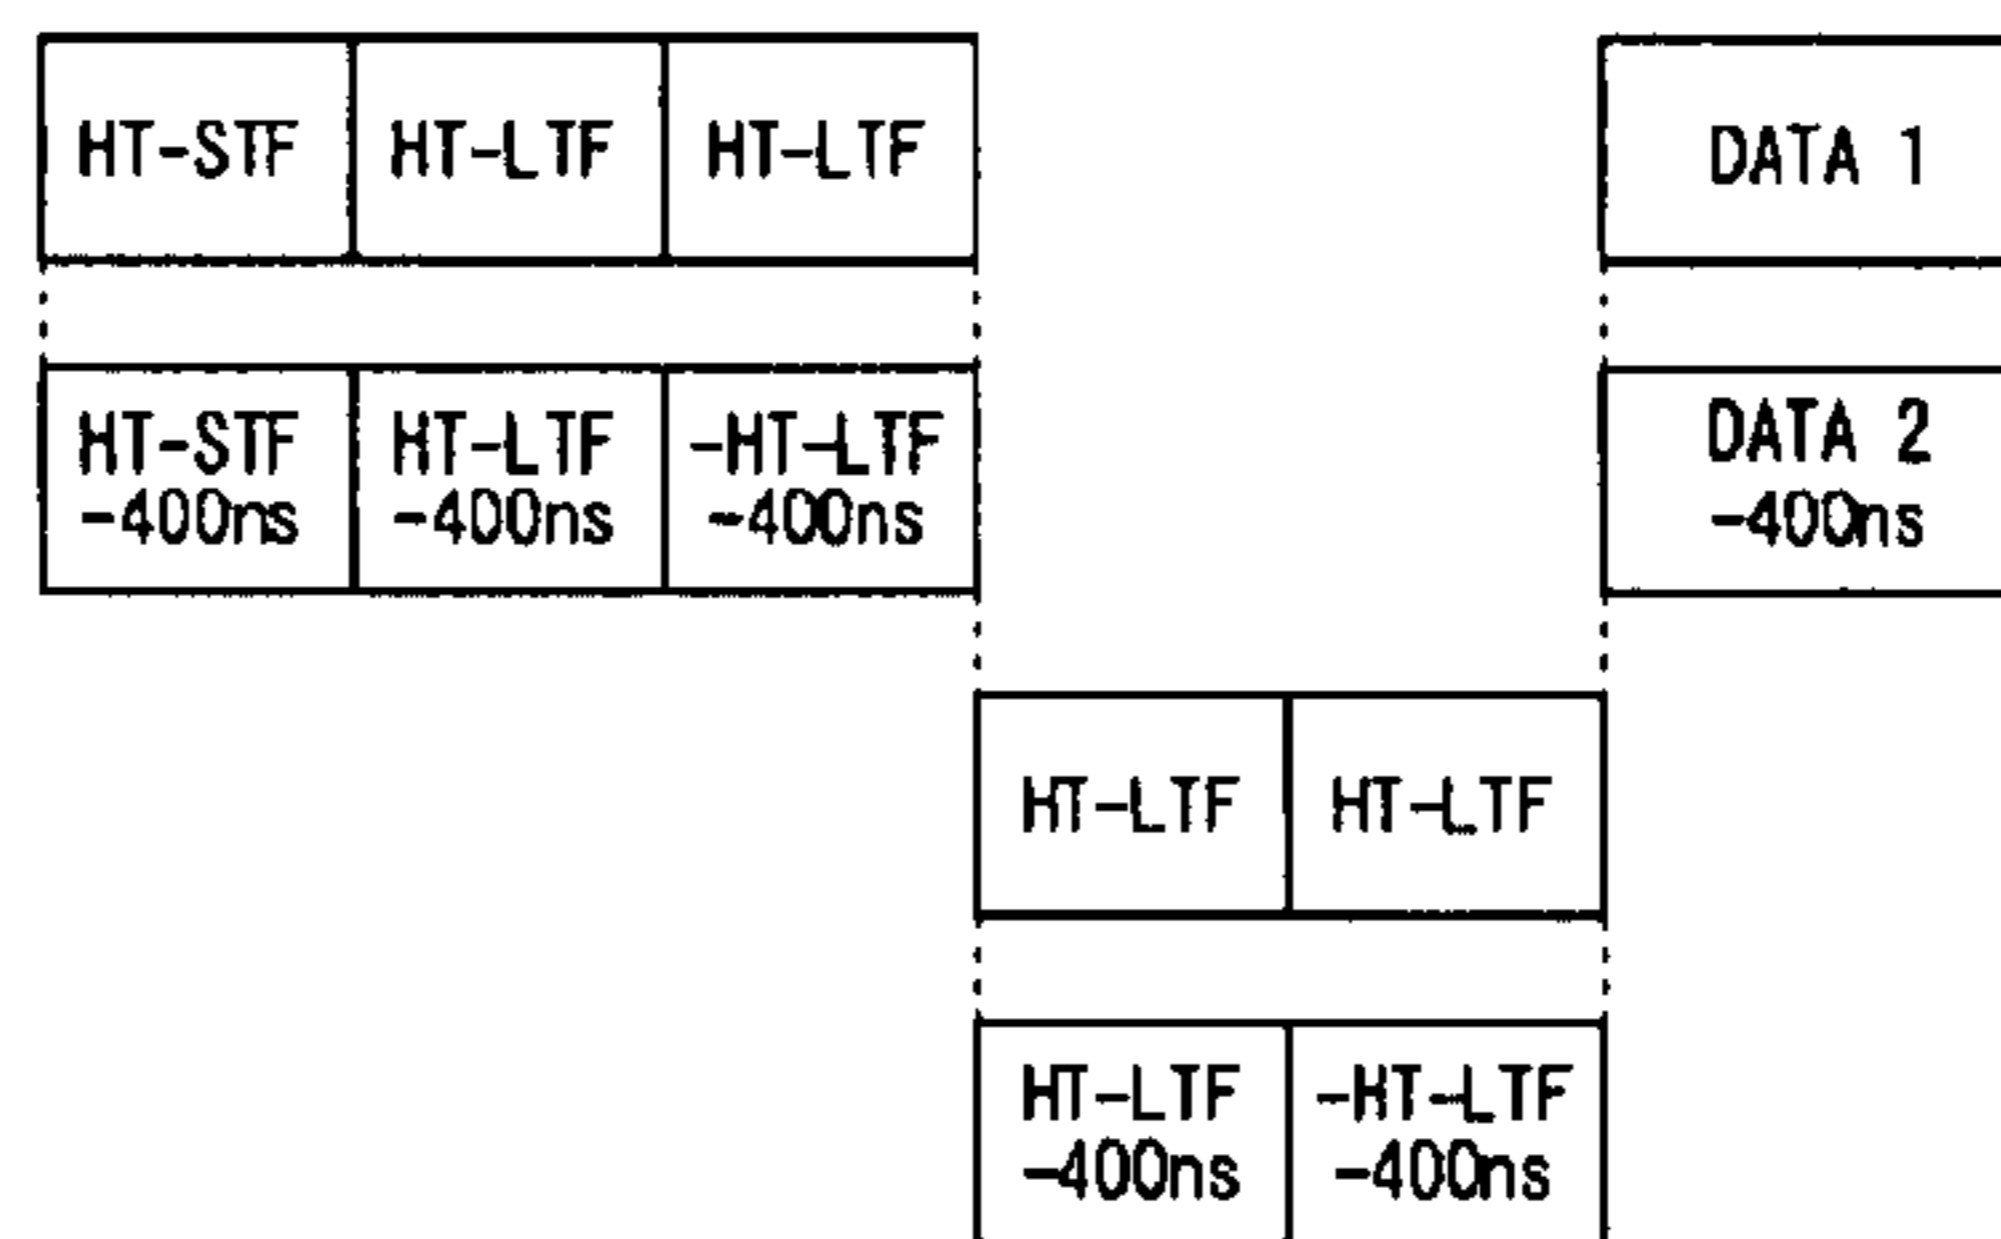 HT-STF HT-LTF HT-LTF DATA 1
HT-STF HT-LTF -HT-LTF DATA 2
-400ns -400ns -400ns -400ns
HT-LTF HT-LTF
HT-LTF -HT-LTF
-400ns -400ns